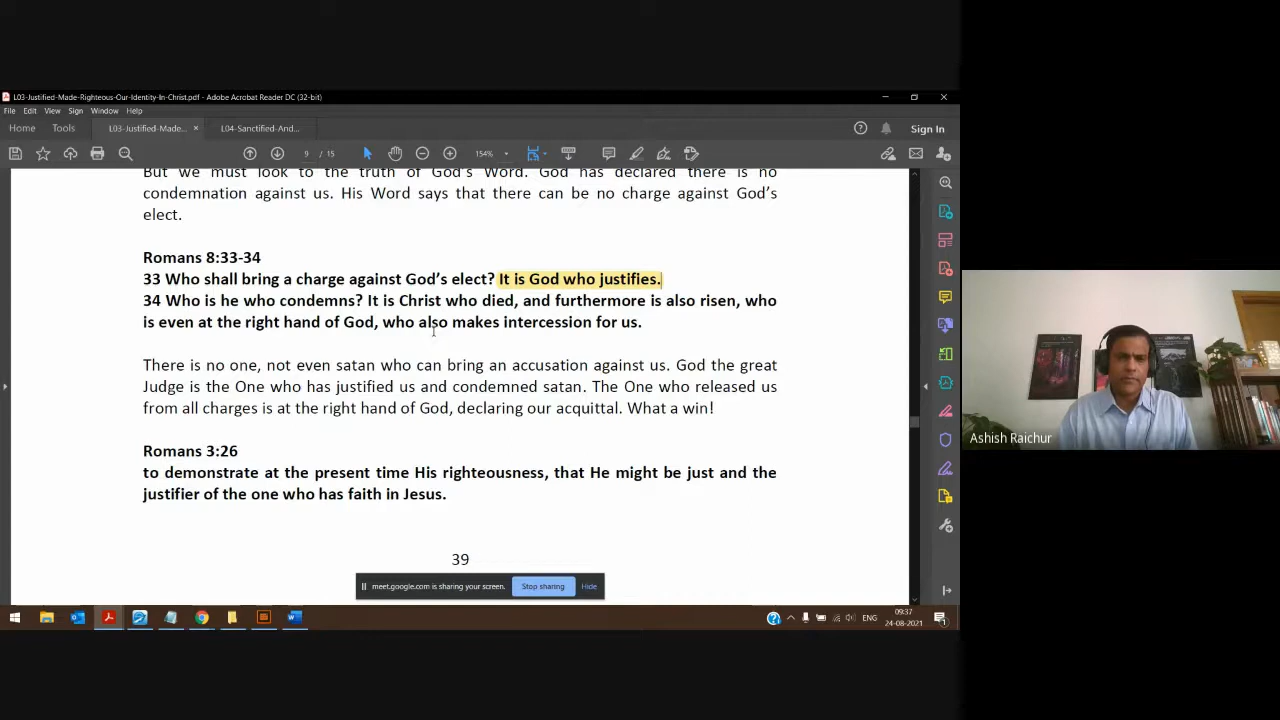 L03-Justified-Made-Righteous-Our-Identity-In-Christ.pdf - Adobe Acrobat Reader DC (32-bit)
File Edit View Sign Window Help
Home Tools L03-Justified-Made... × L04-Sanctified-And... Sign In
9 / 15 154%
But we must look to the truth of God's Word. God has declared there is no
condemnation against us. His Word says that there can be no charge against God's
elect.
Romans 8:33-34
33 Who shall bring a charge against God's elect? It is God who justifies.
34 Who is he who condemns? It is Christ who died, and furthermore is also risen, who
is even at the right hand of God, who also makes intercession for us.
There is no one, not even satan who can bring an accusation against us. God the great
Judge is the One who has justified us and condemned satan. The One who released us
from all charges is at the right hand of God, declaring our acquittal. What a win!
Romans 3:26
to demonstrate at the present time His righteousness, that He might be just and the
justifier of the one who has faith in Jesus.
39
meet.google.com is sharing your screen. Stop sharing Hide
ENG 09:37
24-08-2021
Ashish Raichur